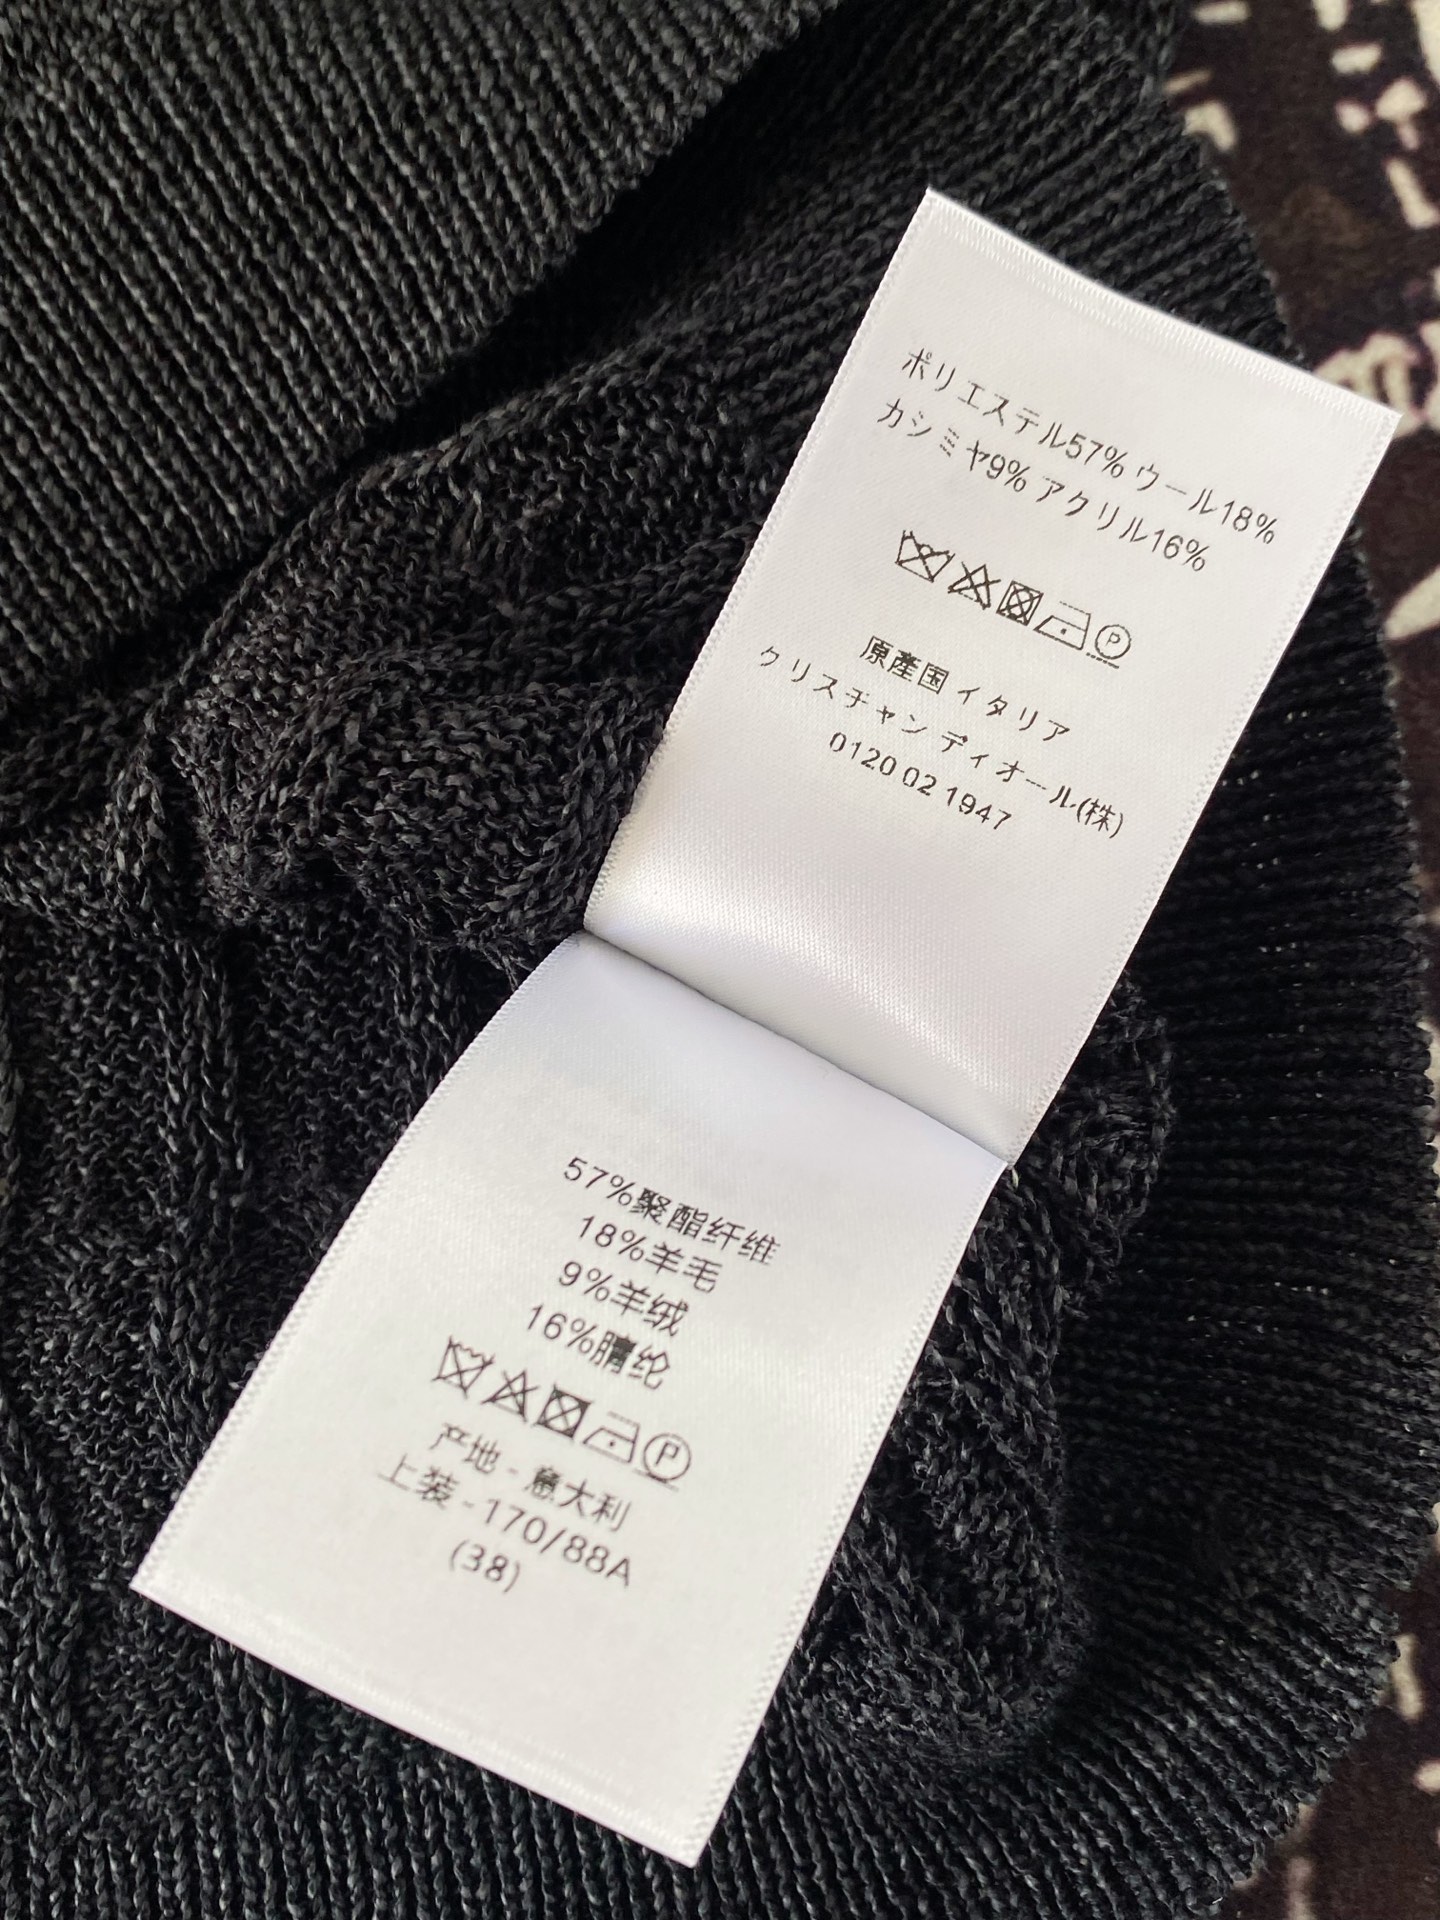 ポリエステル57% ウール18%
カシミヤ9% アクリル16%
P
原產国 イタリア
クリスチャン ディオール(株)
0120 02 1947
57%聚酯纤维
18%羊毛
9%羊绒
16%腈纶
P
产地 - 意大利
上装 - 170/88A
(38)